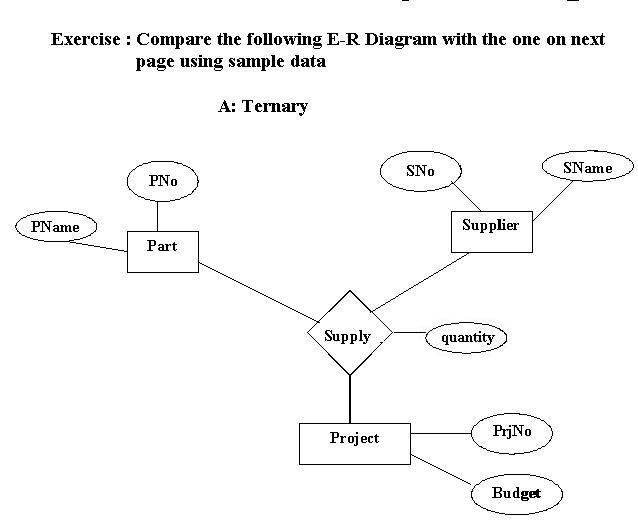 Exercise : Compare the following E-R Diagram with the one on next
page using sample data
A: Ternary
SNo
SName
PNo
PName
Part
Supplier
Supply
quantity
Project
PrjNo
Budget